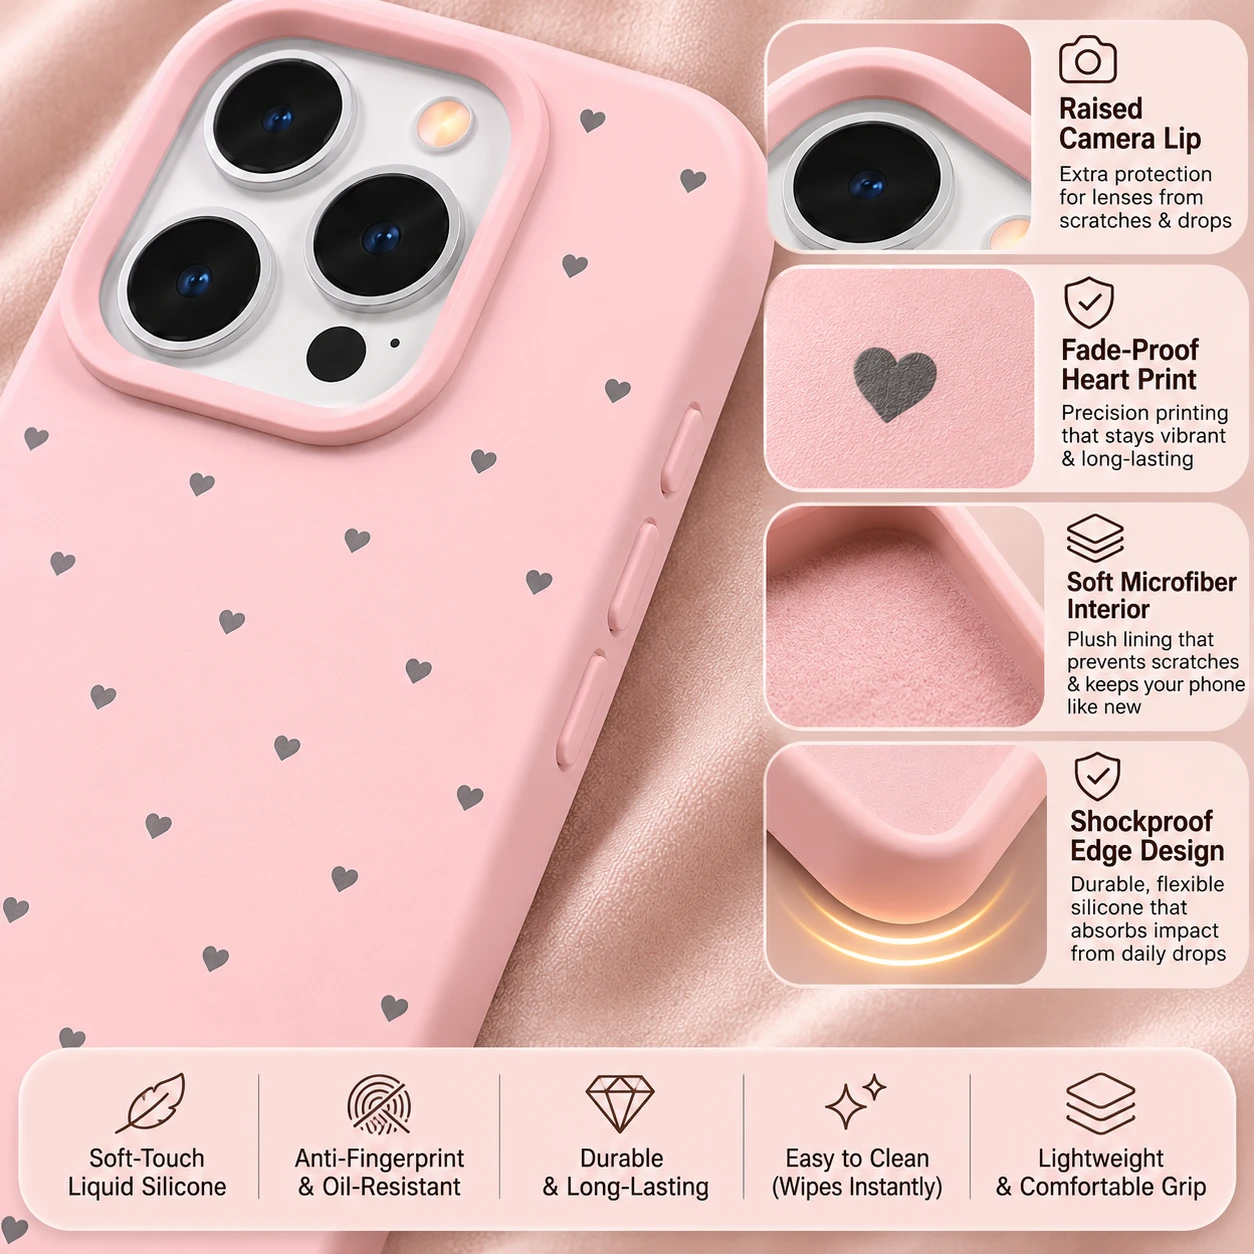 Raised
Camera Lip
Extra protection
for lenses from
scratches & drops
Fade-Proof
Heart Print
Precision printing
that stays vibrant
& long-lasting
Soft Microfiber
Interior
Plush lining that
prevents scratches
& keeps your phone
like new
Shockproof
Edge Design
Durable, flexible
silicone that
absorbs impact
from daily drops
Soft-Touch
Liquid Silicone
Anti-Fingerprint
& Oil-Resistant
Durable
& Long-Lasting
Easy to Clean
(Wipes Instantly)
Lightweight
& Comfortable Grip